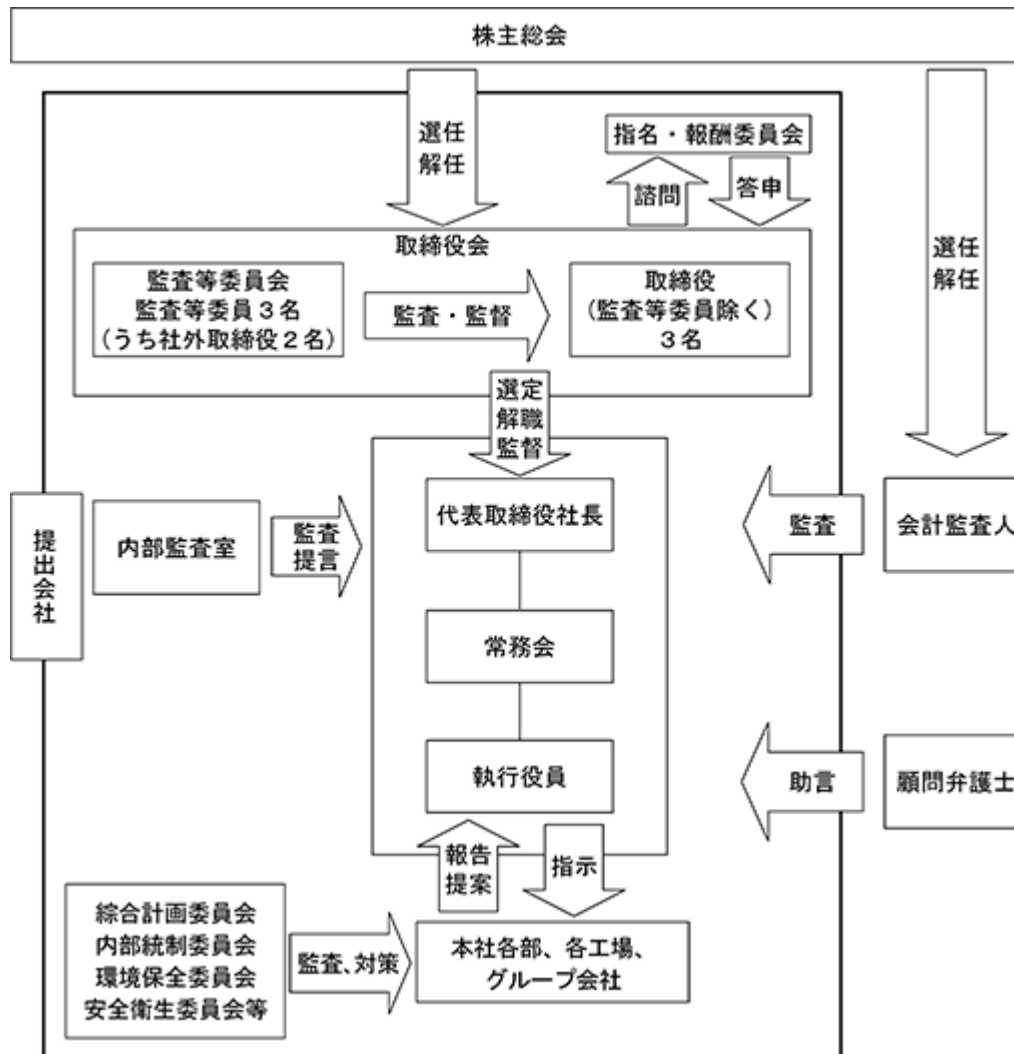 株主総会
選任
解任
指名・報酬委員会
諮問
答申
選任
解任
取締役会
監査等委員会
監査等委員3名
(うち社外取締役2名)
監査・監督
取締役
(監査等委員除く)
3名
選定
解職
監督
提出会社
内部監査室
監査
提言
代表取締役社長
監査
会計監査人
常務会
執行役員
助言
顧問弁護士
報告
提案
指示
綜合計画委員会
内部統制委員会
環境保全委員会
安全衛生委員会等
監査、対策
本社各部、各工場、
グループ会社